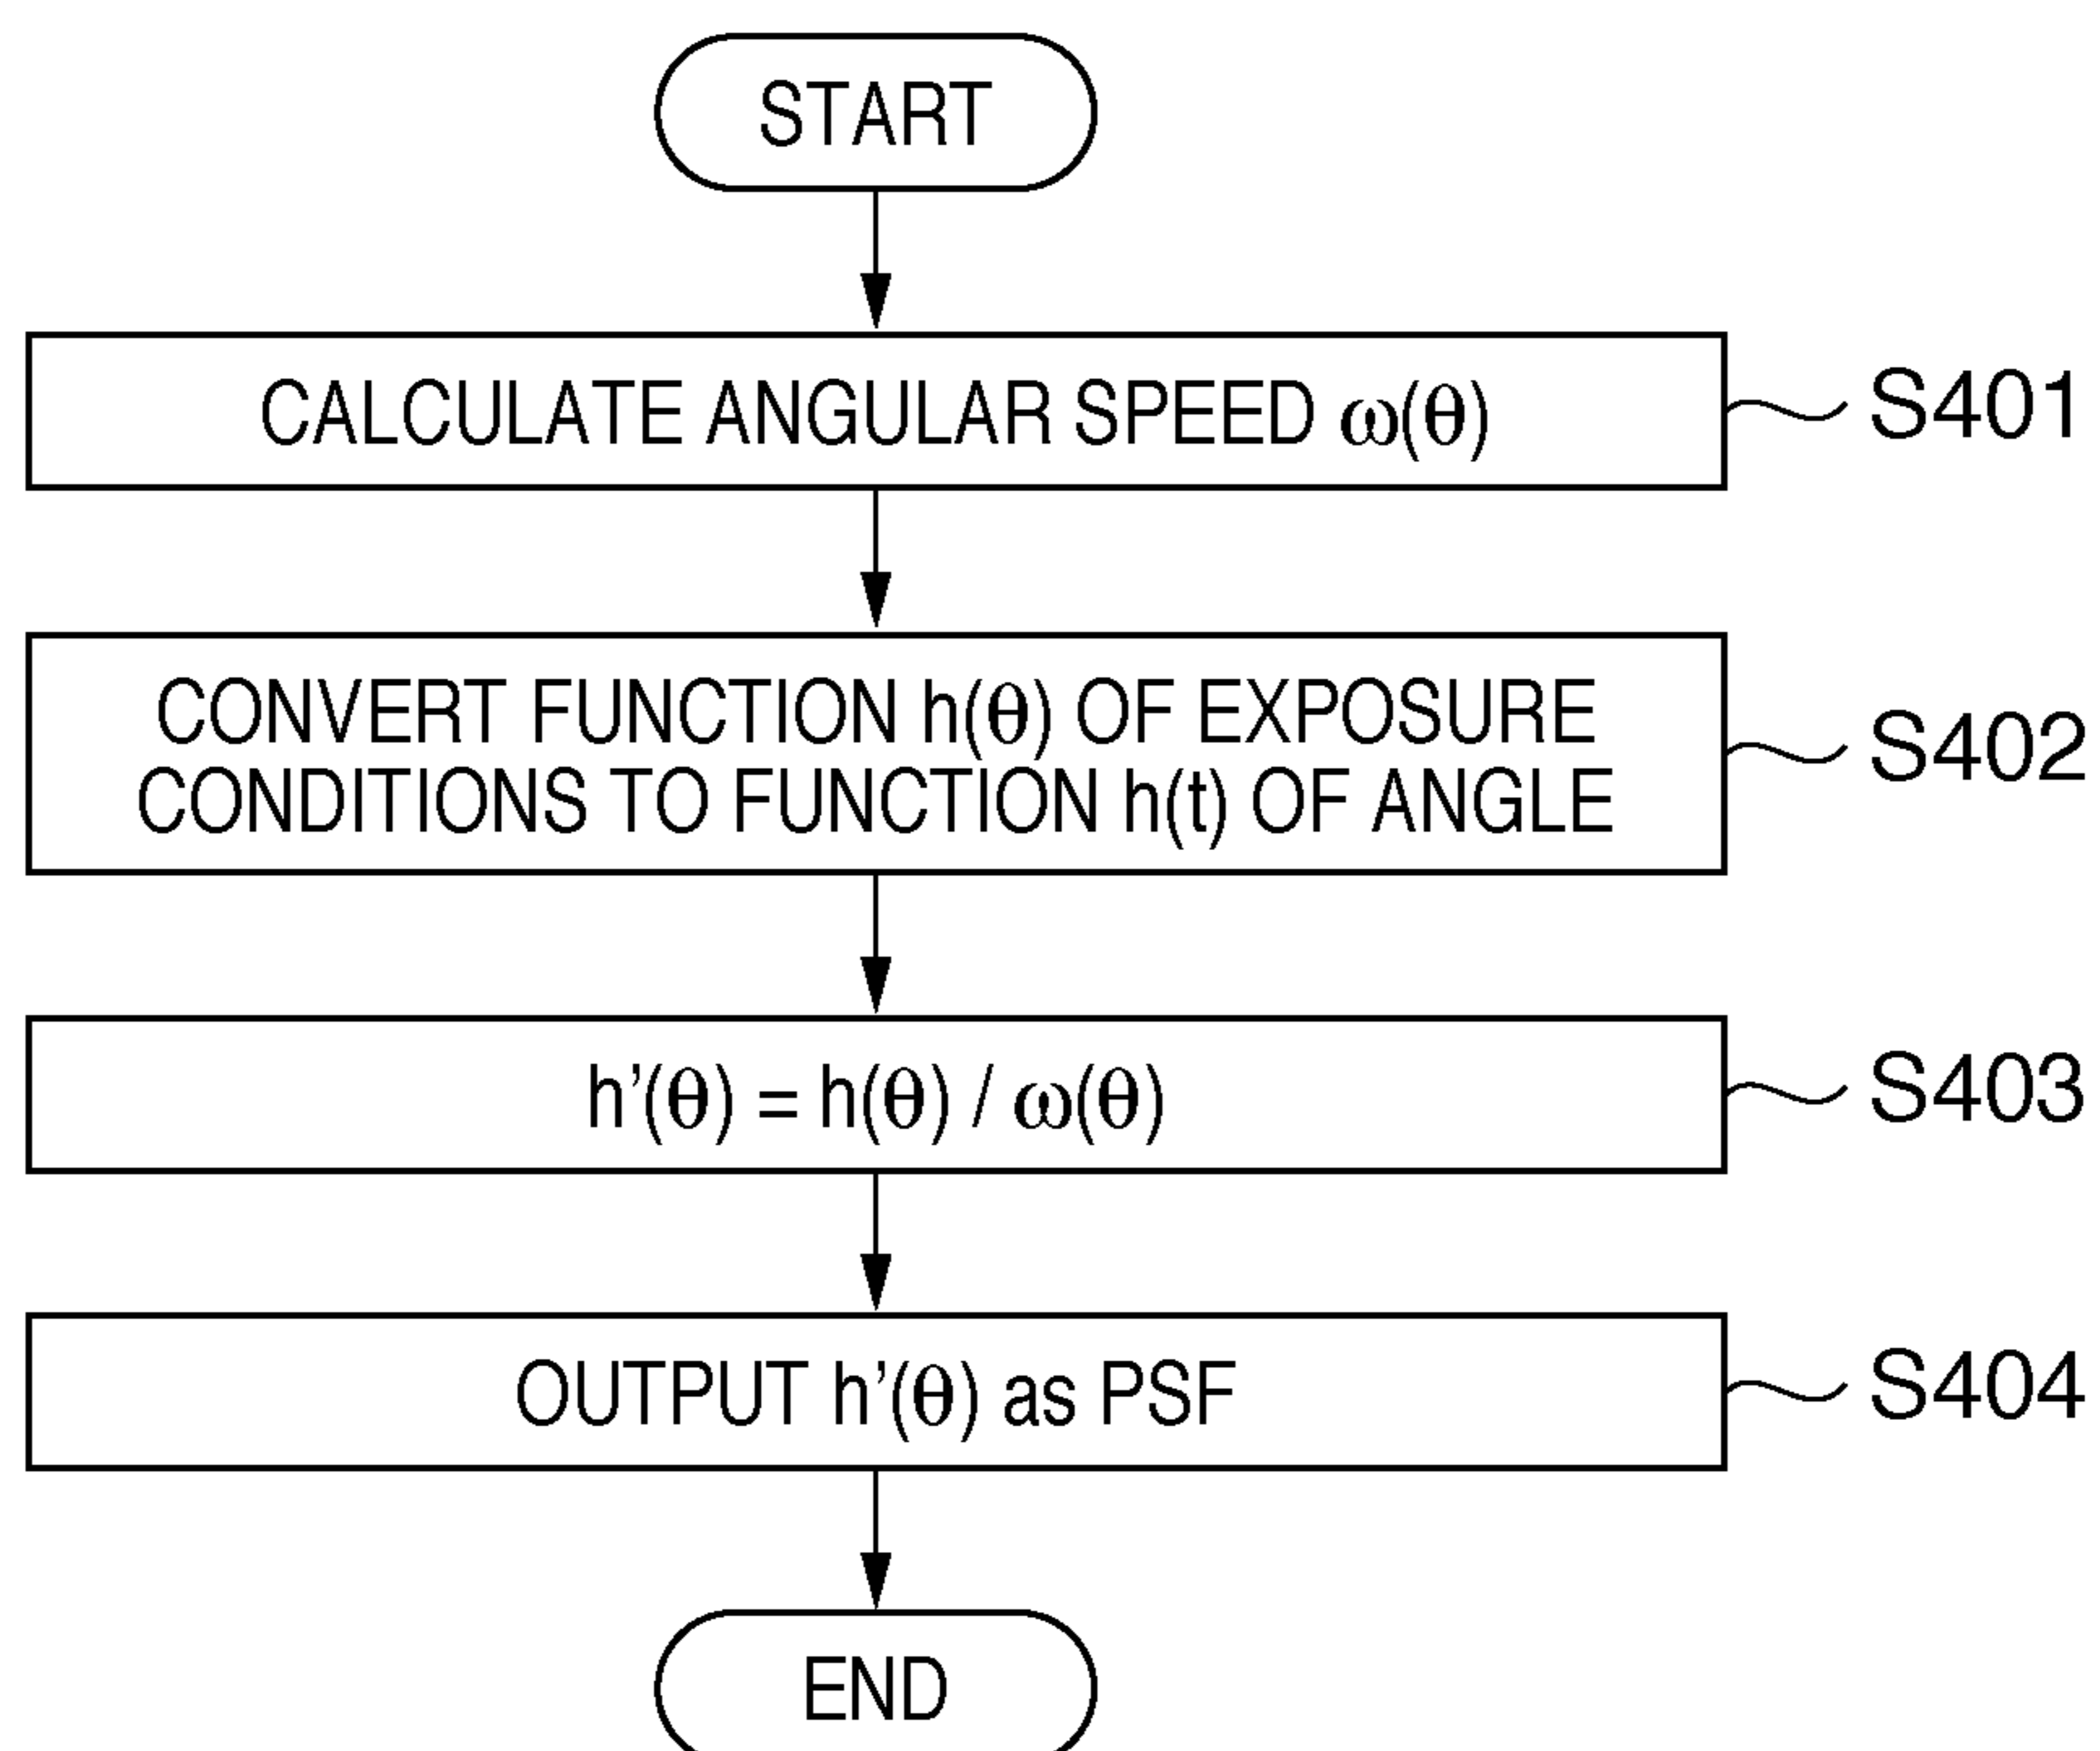 START
CALCULATE ANGULAR SPEED ω(θ)
S401
CONVERT FUNCTION h(θ) OF EXPOSURE
CONDITIONS TO FUNCTION h(t) OF ANGLE
S402
h’(θ) = h(θ) / ω(θ)
S403
OUTPUT h’(θ) as PSF
S404
END